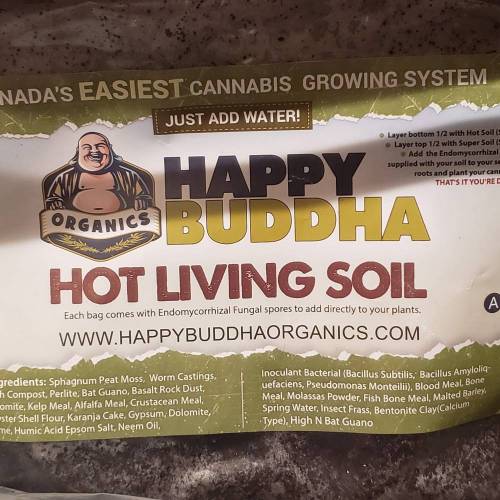 NADA'S EASIEST CANNABIS GROWING SYSTEM
JUST ADD WATER!
Layer bottom 1/2 with Hot Soil (
Layer top 1/2 with Super Soil (
Add the Endomycorrhizal
supplied with your soil to your se
roots and plant your cann
THAT'S IT YOU'RE D
ORGANICS
HAPPY
BUDDHA
HOT LIVING SOIL
Each bag comes with Endomycorrhizal Fungal spores to add directly to your plants.
A
WWW.HAPPYBUDDHAORGANICS.COM
gredients: Sphagnum Peat Moss, Worm Castings,
h Compost, Perlite, Bat Guano, Basalt Rock Dust,
omite, Kelp Meal, Alfalfa Meal, Crustacean Meal,
yster Shell Flour, Karanja Cake, Gypsum, Dolomite,
me, Humic Acid Epsom Salt, Neem Oil,
Inoculant Bacterial (Bacillus Subtilis, Bacillus Amyloliq-
uefaciens, Pseudomonas Monteilii), Blood Meal, Bone
Meal, Molassas Powder, Fish Bone Meal, Malted Barley,
Spring Water, Insect Frass, Bentonite Clay(Calcium
Type), High N Bat Guano